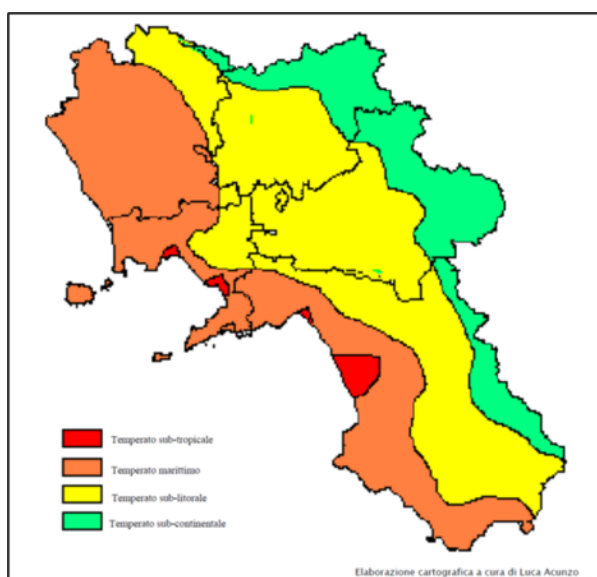 Temperato sub-tropicale
Temperato marittimo
Temperato sub-litorale
Temperato sub-continentale
Elaborazione cartografica a cura di Luca Acunzo